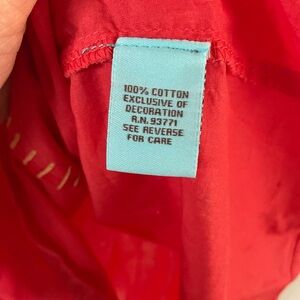 100% COTTON
EXCLUSIVE OF
DECORATION
R.N. 93771
SEE REVERSE
FOR CARE